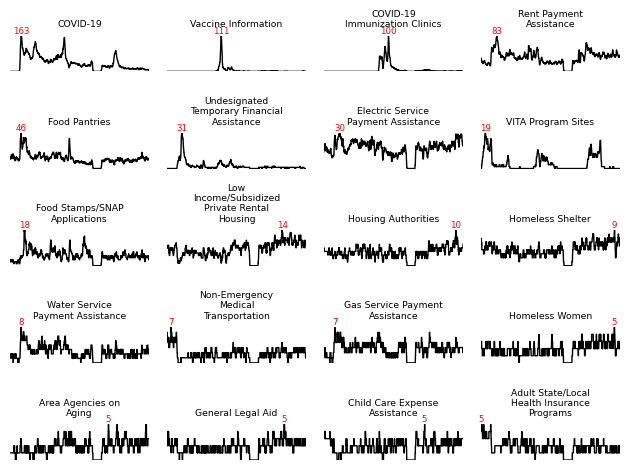 COVID-19
163
Vaccine Information
111
COVID-19
Immunization Clinics
100
Rent Payment
Assistance
83
Food Pantries
46
Undesignated
Temporary Financial
Assistance
31
Electric Service
Payment Assistance
30
VITA Program Sites
19
Food Stamps/SNAP
Applications
18
Low
Income/Subsidized
Private Rental
Housing
14
Housing Authorities
10
Homeless Shelter
9
Water Service
Payment Assistance
8
Non-Emergency
Medical
Transportation
7
Gas Service Payment
Assistance
7
Homeless Women
5
Area Agencies on
Aging
5
General Legal Aid
5
Child Care Expense
Assistance
5
Adult State/Local
Health Insurance
Programs
5